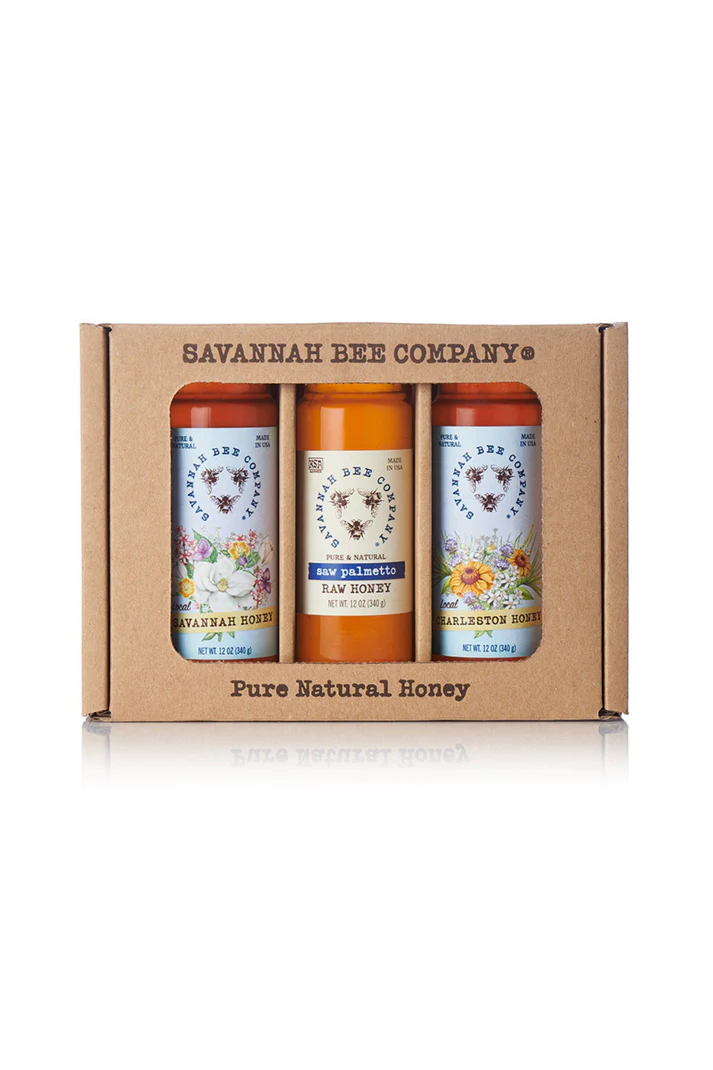 SAVANNAH BEE COMPANY®
PURE &
NATURAL
MADE
IN USA
SAVANNAH BEE COMPANY®
local
SAVANNAH HONEY
NET WT. 12 OZ (340 g)
MADE
IN USA
SAVANNAH BEE COMPANY®
PURE & NATURAL
saw palmetto
RAW HONEY
NET WT. 12 OZ (340 g)
PURE &
NATURAL
MADE
IN USA
SAVANNAH BEE COMPANY®
local
CHARLESTON HONEY
NET WT. 12 OZ (340 g)
Pure Natural Honey